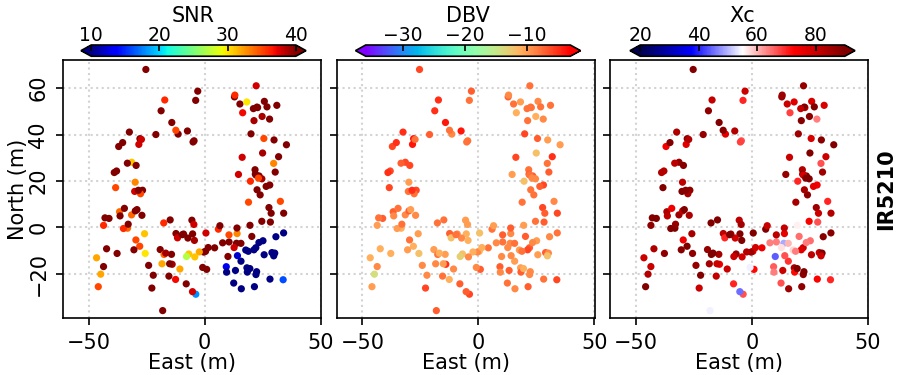 SNR DBV Xc
10 20 30 40 −30 −20 −10 20 40 60 80
60
40
20
0
−20
North (m)
−50 0 50 −50 0 50 −50 0 50
East (m) East (m) East (m)
IR5210